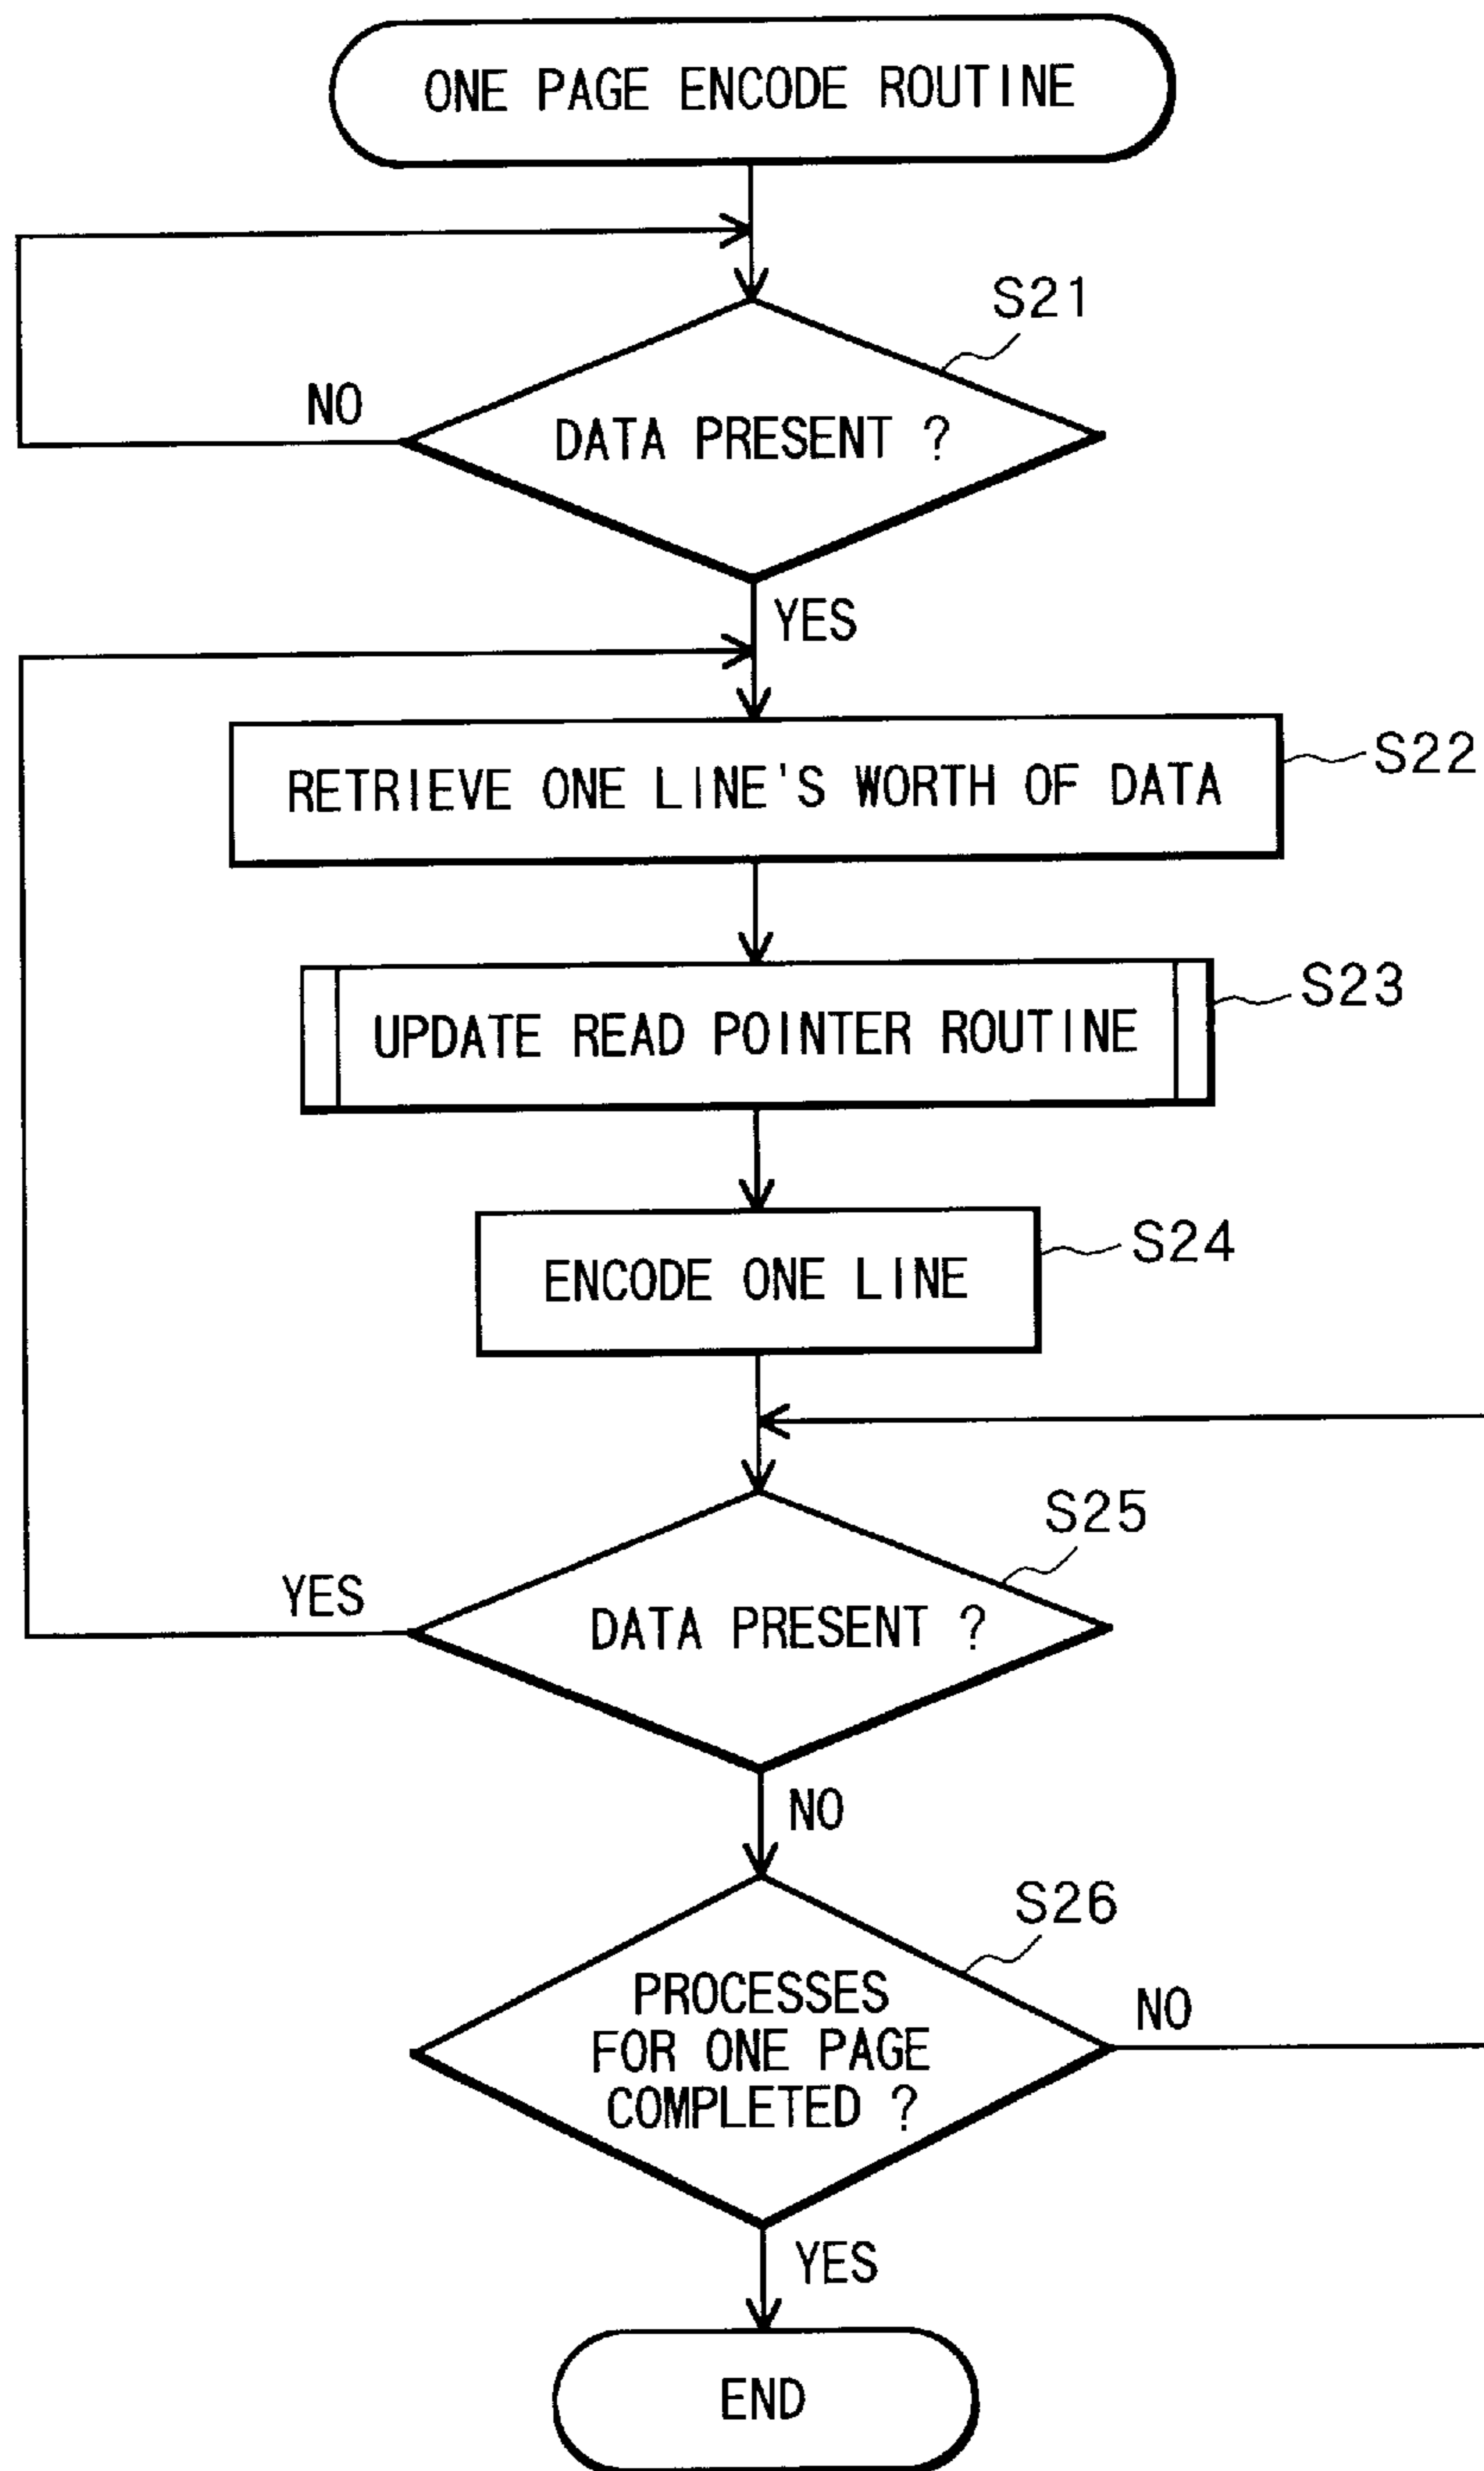 ONE PAGE ENCODE ROUTINE
S21
NO
DATA PRESENT ?
YES
S22
RETRIEVE ONE LINE'S WORTH OF DATA
S23
UPDATE READ POINTER ROUTINE
S24
ENCODE ONE LINE
S25
YES
DATA PRESENT ?
NO
S26
PROCESSES
FOR ONE PAGE
COMPLETED ?
NO
YES
END